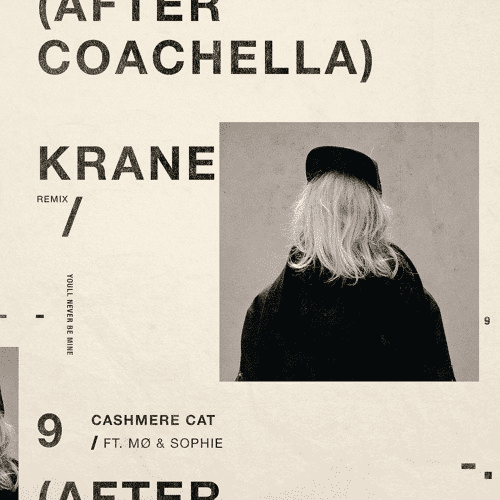 (AFTER
COACHELLA)
KRANE
REMIX /
YOU'LL NEVER BE MINE
9
9 CASHMERE CAT
/ FT. MØ & SOPHIE
(AFTER